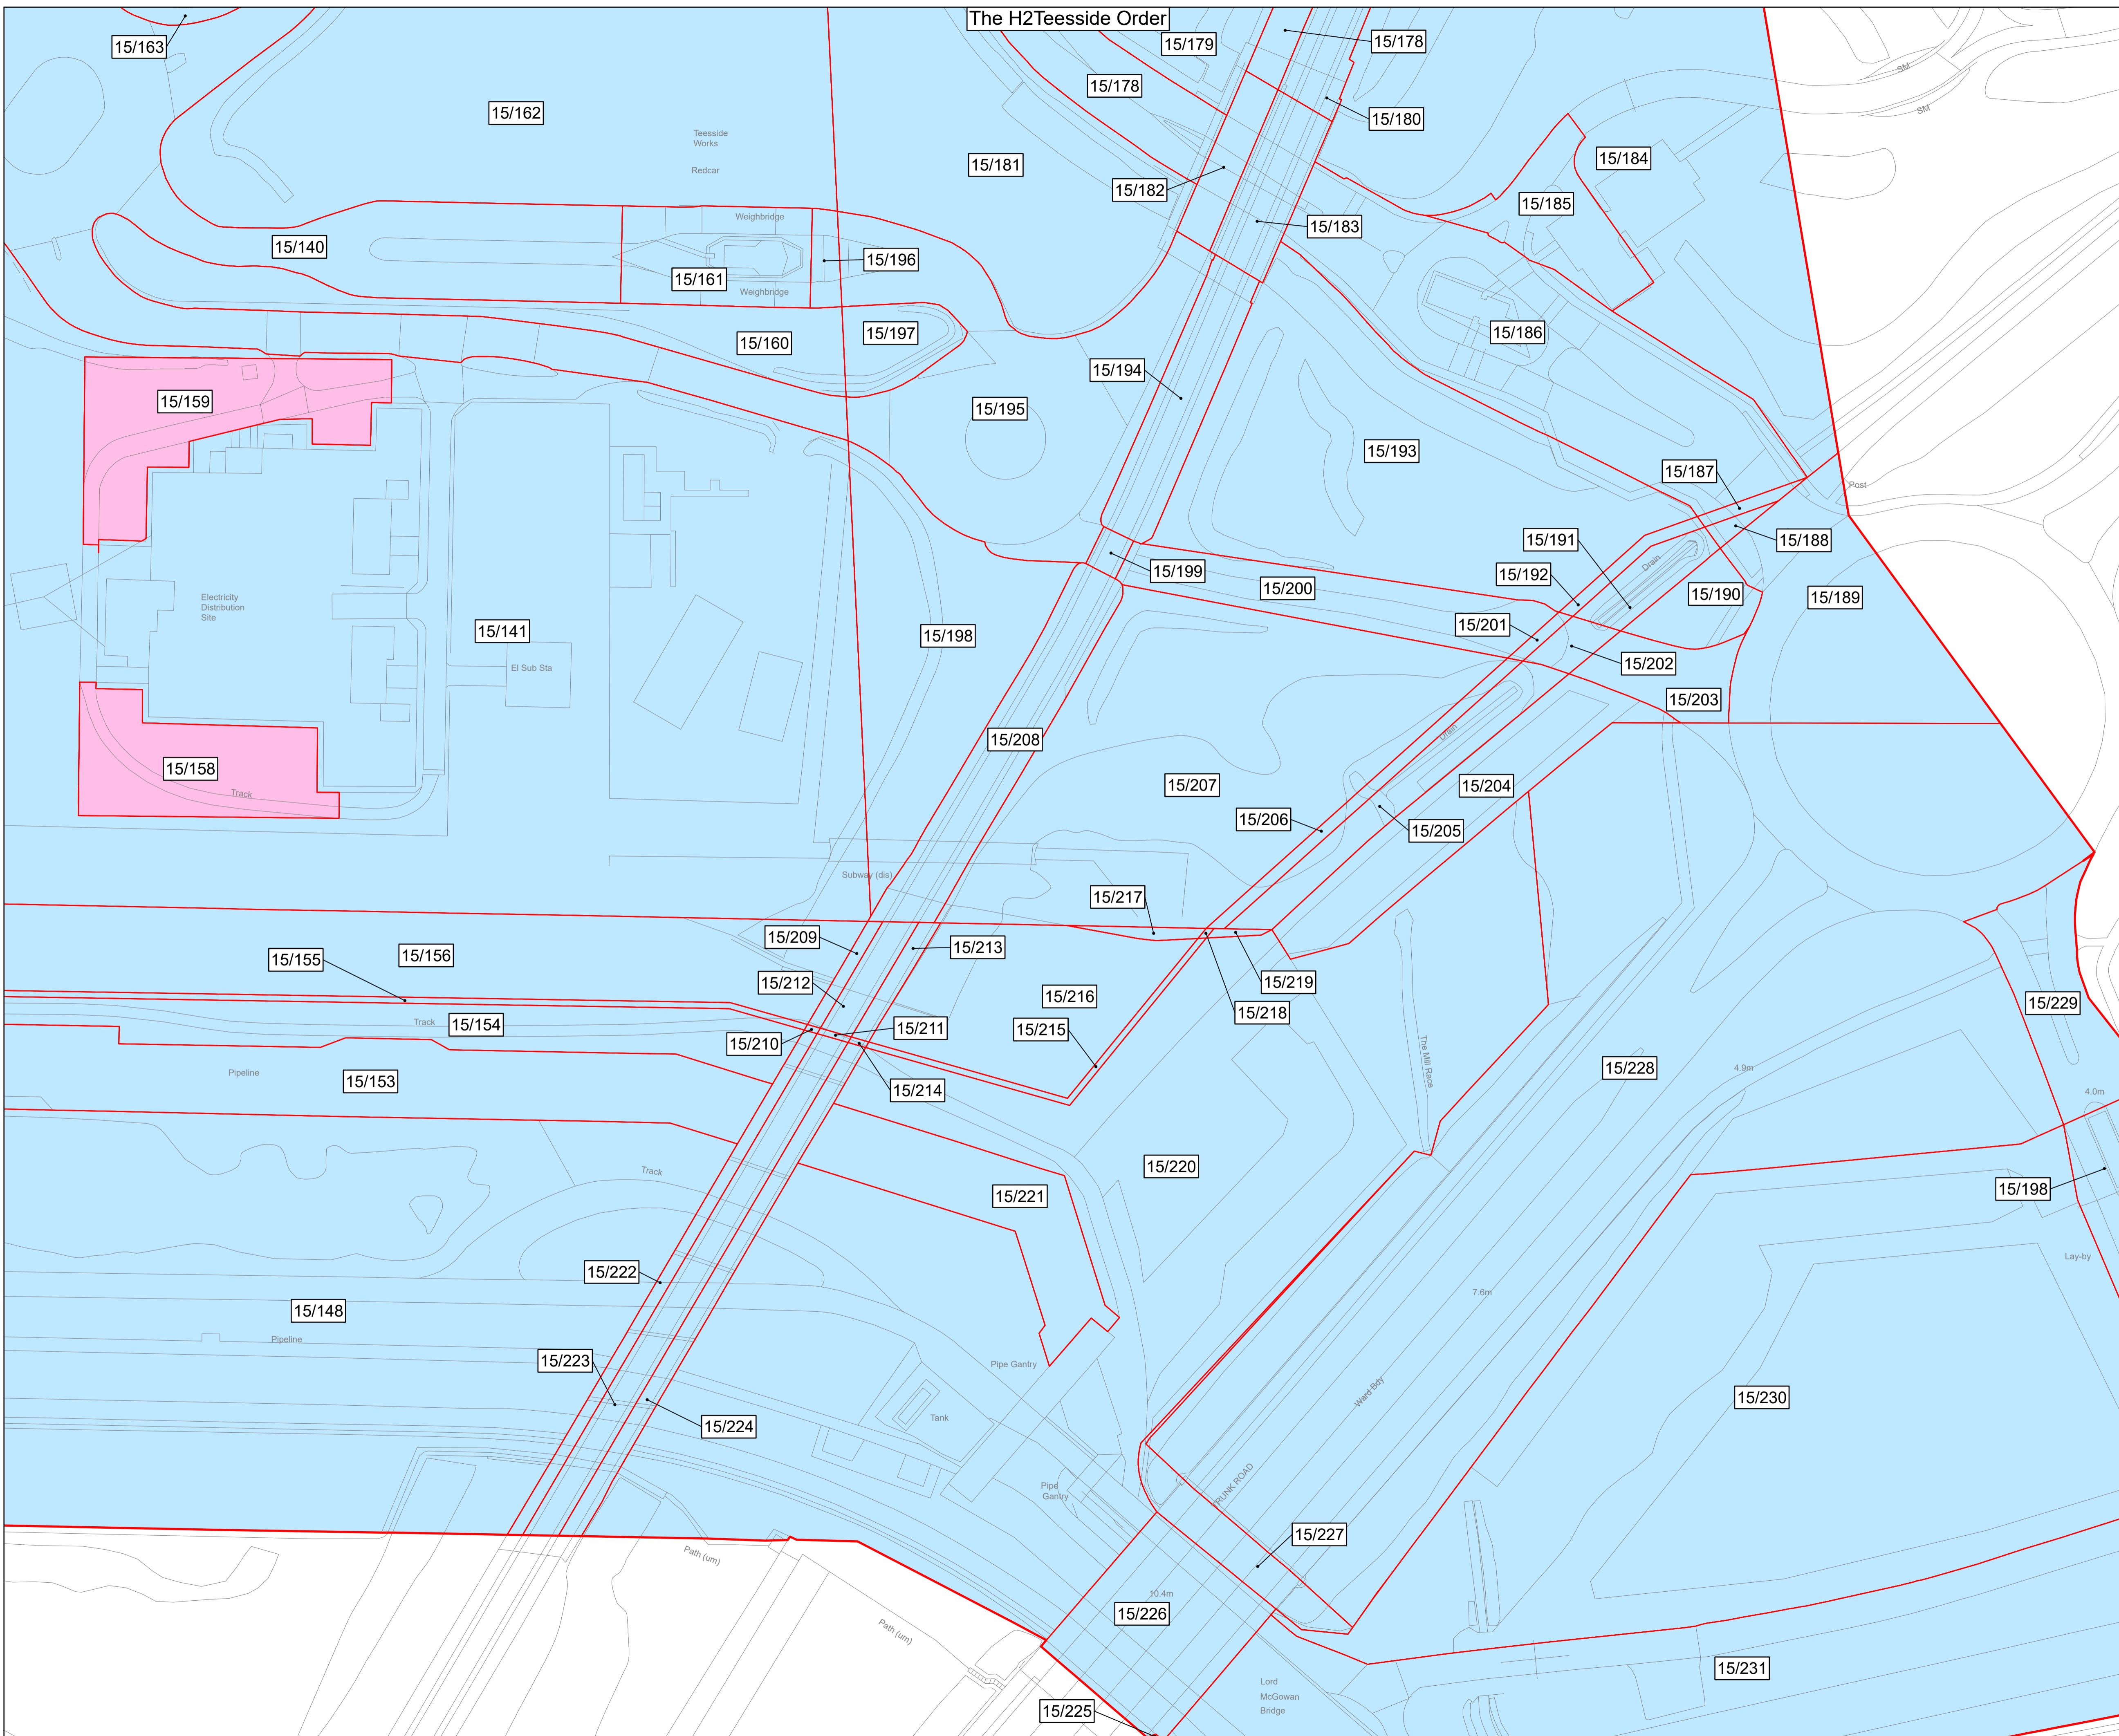 The H2Teesside Order
15/163
15/179
15/178
15/178
SM
SM
15/162
15/180
Teesside
Works
Redcar
15/181
15/184
15/182
15/185
15/183
Weighbridge
15/140
15/196
15/161
Weighbridge
15/197
15/186
15/160
15/194
15/159
15/195
15/193
15/187
Post
15/191
15/188
Drain
15/199
15/192
15/200
15/190
15/189
Electricity
Distribution
Site
15/141
15/198
15/201
15/202
El Sub Sta
15/203
Drain
15/208
15/158
15/207
15/204
Track
15/206
15/205
Subway (dis)
15/217
15/209
15/213
15/155
15/156
15/212
15/219
15/216
15/229
15/218
Track
15/154
15/211
15/215
15/210
The Mill Race
Pipeline
15/153
15/228
4.9m
15/214
4.0m
Track
15/220
15/221
15/198
Lay-by
15/222
7.6m
15/148
Pipeline
15/223
Pipe Gantry
Ward Bdy
15/230
Tank
15/224
Pipe
Gantry
TRUNK ROAD
15/227
Path (um)
10.4m
15/226
Path (um)
15/231
Lord
McGowan
Bridge
15/225